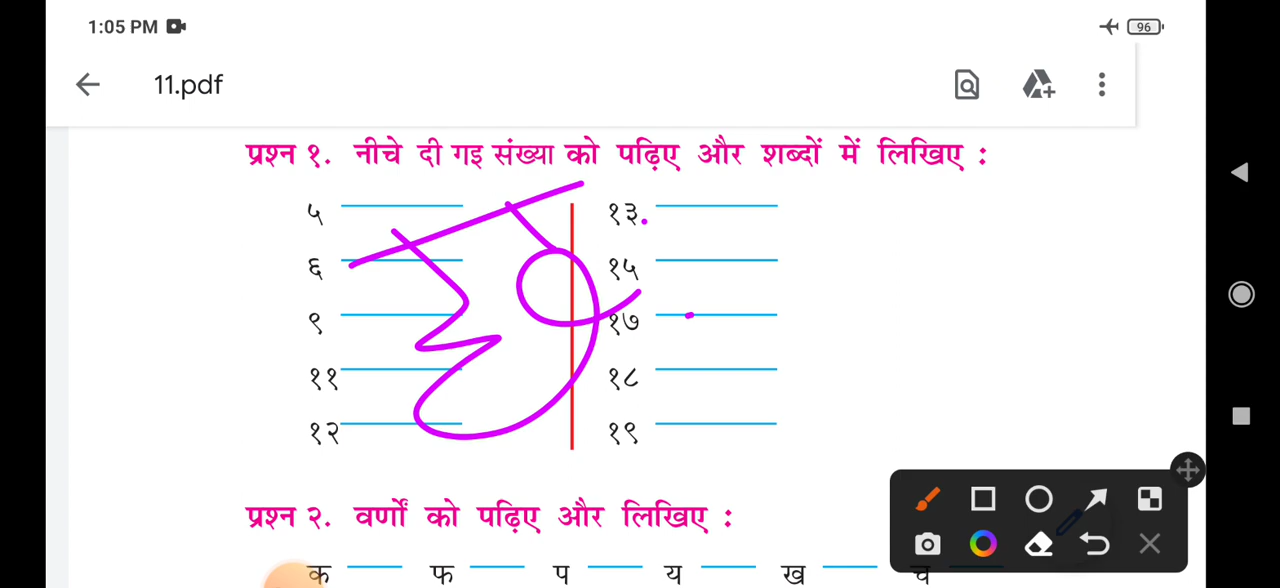 1:05 PM 96
11.pdf
प्रश्न १. नीचे दी गइ संख्या को पढ़िए और शब्दों में लिखिए :
५ १३
६ १५
९ १७
११ १८
१२ १९
प्रश्न २. वर्णों को पढ़िए और लिखिए :
क फ प य ख च